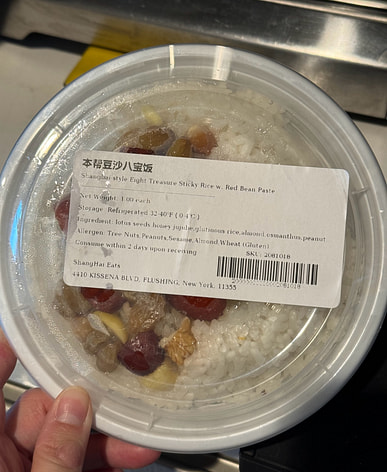 本帮豆沙八宝饭
Shanghai-style Eight Treasure Sticky Rice w. Red Bean Paste
Net Weight: 1.00 each
Storage: Refrigerated 32-40°F ( 0-4°C)
Ingredient: lotus seeds honey jujube,glutinous rice,almond,osmanthus,peanut
Allergen: Tree Nuts,Peanuts,Sesame,Almond,Wheat (Gluten)
Consume within 2 days upon receiving
SKU: 2081018
ShangHai Eats
4410 KISSENA BLVD, FLUSHING, New York, 11355